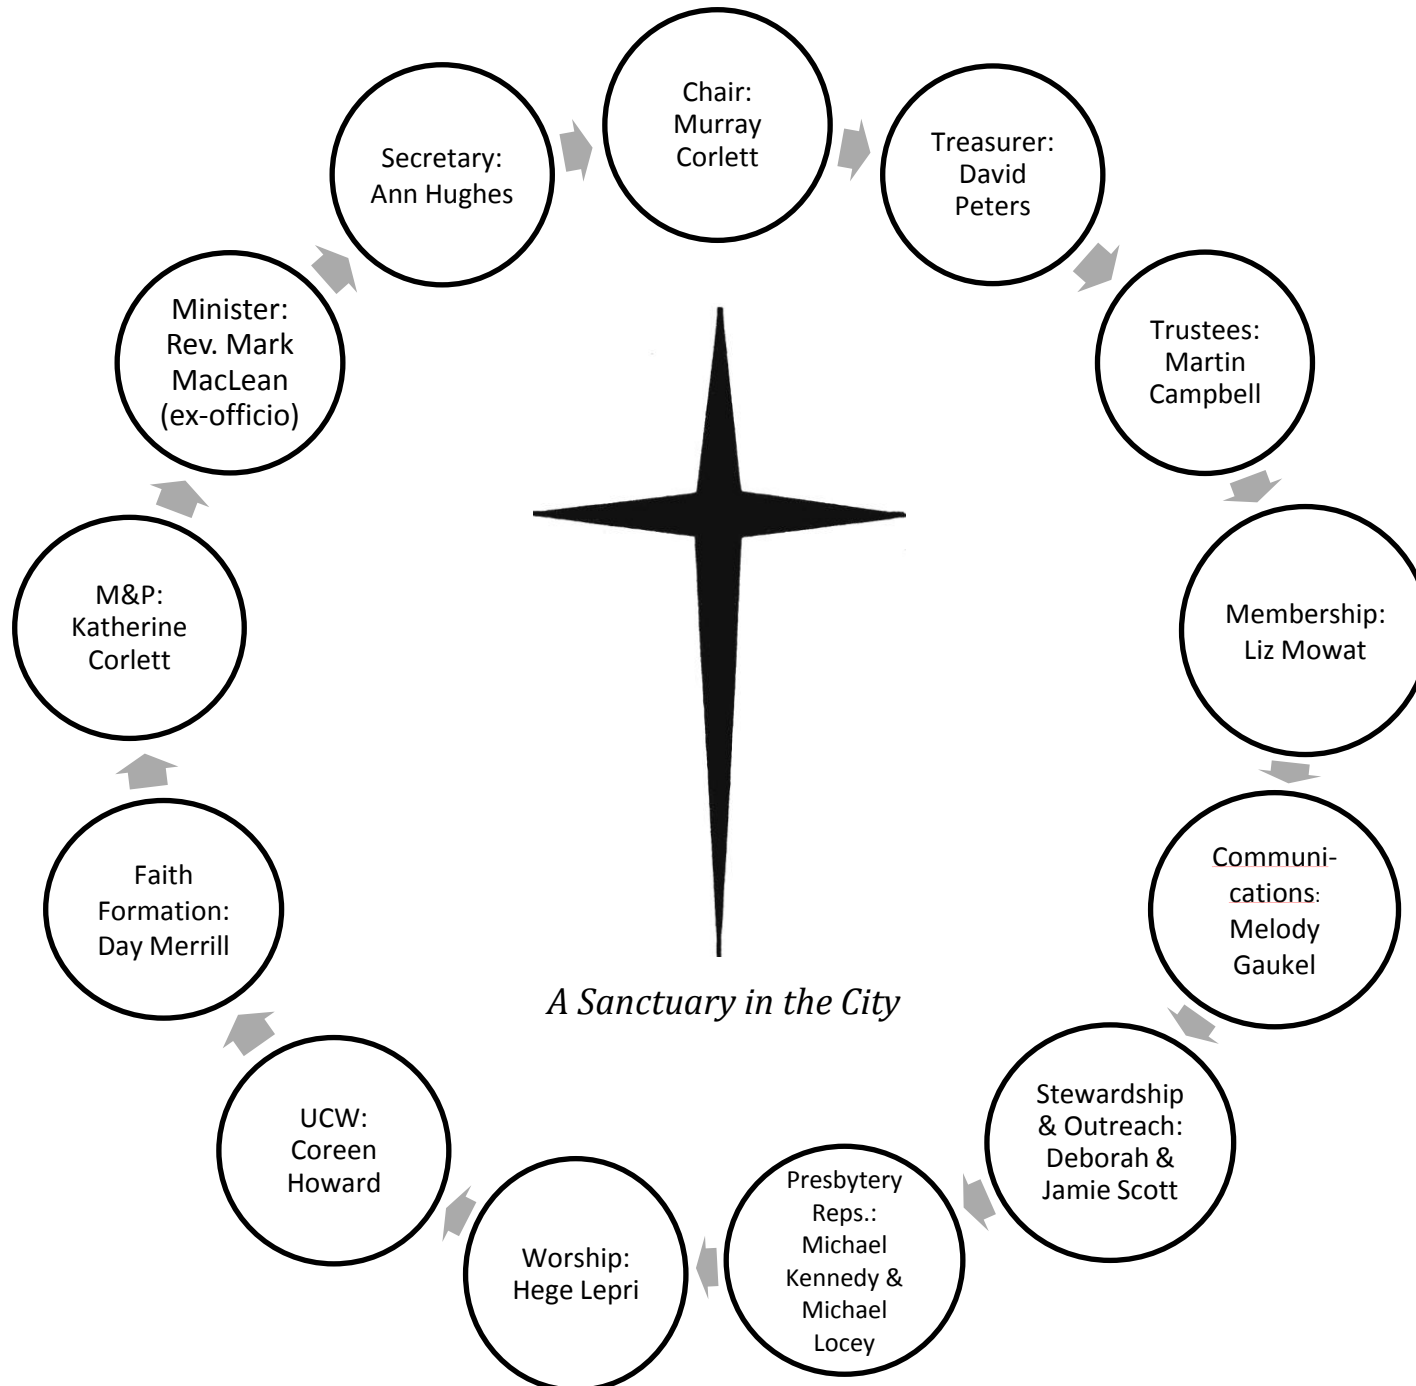 Chair:
Murray
Corlett
Treasurer:
David
Peters
Trustees:
Martin
Campbell
Membership:
Liz Mowat
Communi-
cations:
Melody
Gaukel
Stewardship
& Outreach:
Deborah &
Jamie Scott
Presbytery
Reps.:
Michael
Kennedy &
Michael
Locey
Worship:
Hege Lepri
UCW:
Coreen
Howard
Faith
Formation:
Day Merrill
M&P:
Katherine
Corlett
Minister:
Rev. Mark
MacLean
(ex-officio)
Secretary:
Ann Hughes
A Sanctuary in the City